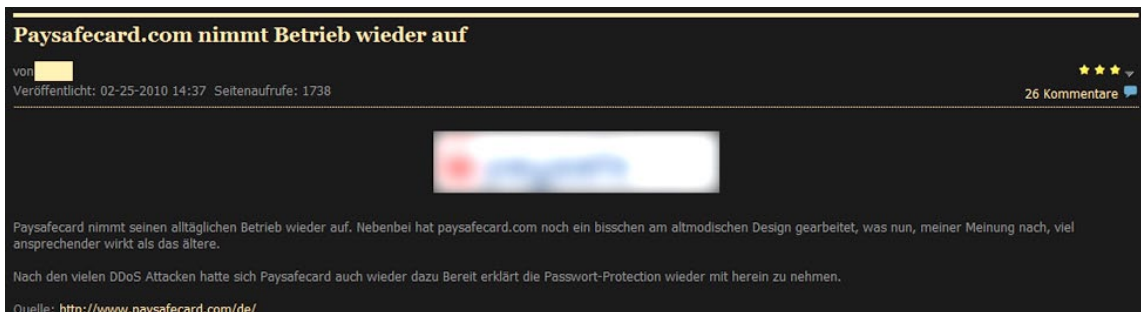 Paysafecard.com nimmt Betrieb wieder auf
von
Veröffentlicht: 02-25-2010 14:37 Seitenaufrufe: 1738
26 Kommentare
Paysafecard nimmt seinen alltäglichen Betrieb wieder auf. Nebenbei hat paysafecard.com noch ein bisschen am altmodischen Design gearbeitet, was nun, meiner Meinung nach, viel
ansprechender wirkt als das ältere.
Nach den vielen DDoS Attacken hatte sich Paysafecard auch wieder dazu Bereit erklärt die Passwort-Protection wieder mit herein zu nehmen.
Quelle: http://www.paysafecard.com/de/